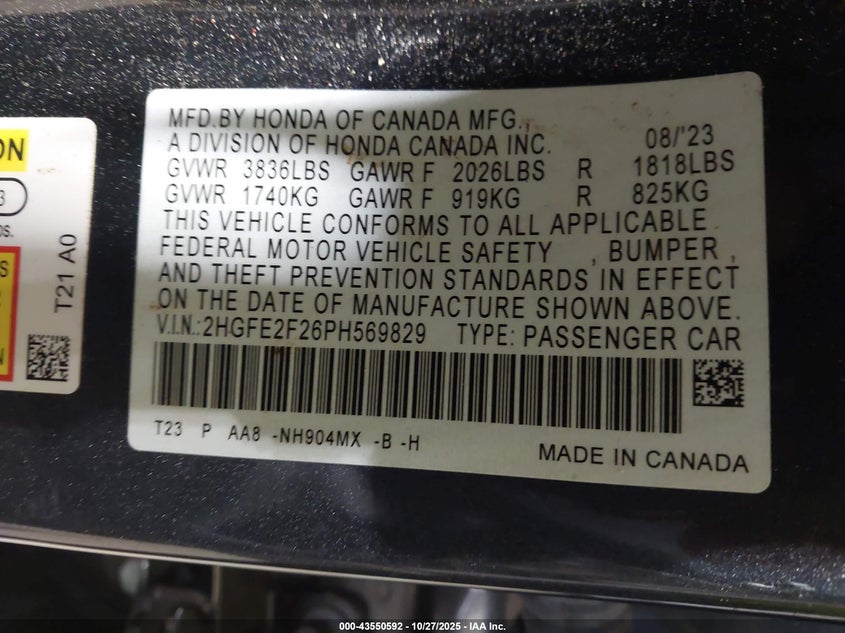 ON
3
OS.
S
N
T21 A0
MFD.BY HONDA OF CANADA MFG.,
A DIVISION OF HONDA CANADA INC. 08/'23
GVWR 3836LBS GAWR F 2026LBS R 1818LBS
GVWR 1740KG GAWR F 919KG R 825KG
THIS VEHICLE CONFORMS TO ALL APPLICABLE
FEDERAL MOTOR VEHICLE SAFETY , BUMPER ,
AND THEFT PREVENTION STANDARDS IN EFFECT
ON THE DATE OF MANUFACTURE SHOWN ABOVE.
V.I.N.:2HGFE2F26PH569829 TYPE: PASSENGER CAR
T23 P AA8 -NH904MX -B -H
MADE IN CANADA
000-43550592 | 10/27/2025 | IAA Inc.